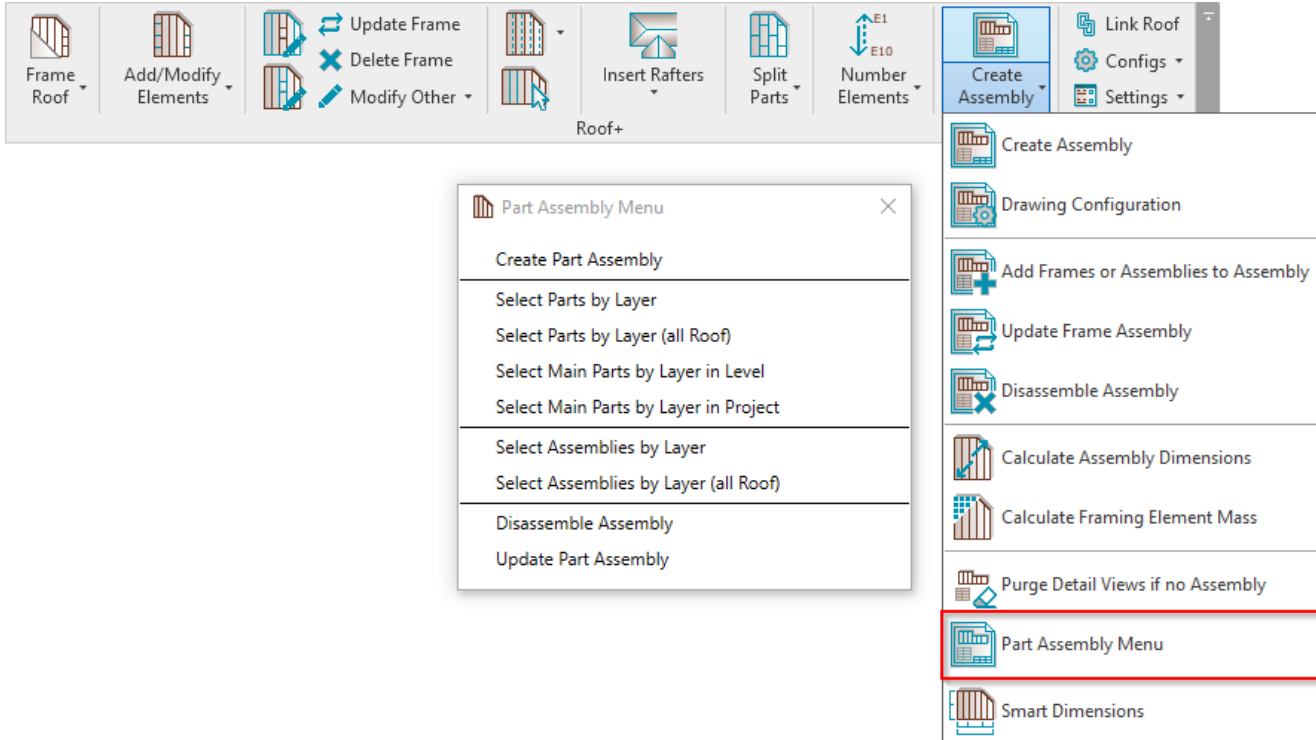 Frame
Roof
Add/Modify
Elements
Update Frame
Delete Frame
Modify Other
Insert Rafters
Split
Parts
E1
E10
Number
Elements
Create
Assembly
Link Roof
Configs
Settings
Roof+
Create Assembly
Drawing Configuration
Add Frames or Assemblies to Assembly
Update Frame Assembly
Disassemble Assembly
Calculate Assembly Dimensions
Calculate Framing Element Mass
Purge Detail Views if no Assembly
Part Assembly Menu
Smart Dimensions
Part Assembly Menu
Create Part Assembly
Select Parts by Layer
Select Parts by Layer (all Roof)
Select Main Parts by Layer in Level
Select Main Parts by Layer in Project
Select Assemblies by Layer
Select Assemblies by Layer (all Roof)
Disassemble Assembly
Update Part Assembly